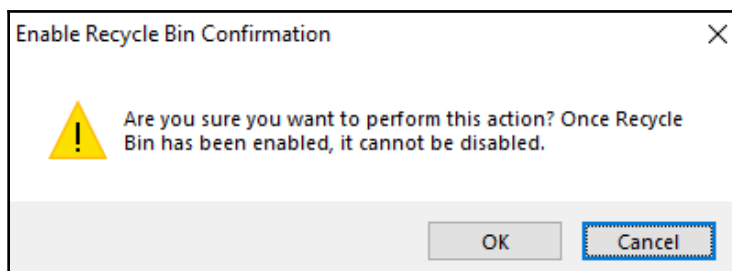 Enable Recycle Bin Confirmation
Are you sure you want to perform this action? Once Recycle
Bin has been enabled, it cannot be disabled.
OK
Cancel